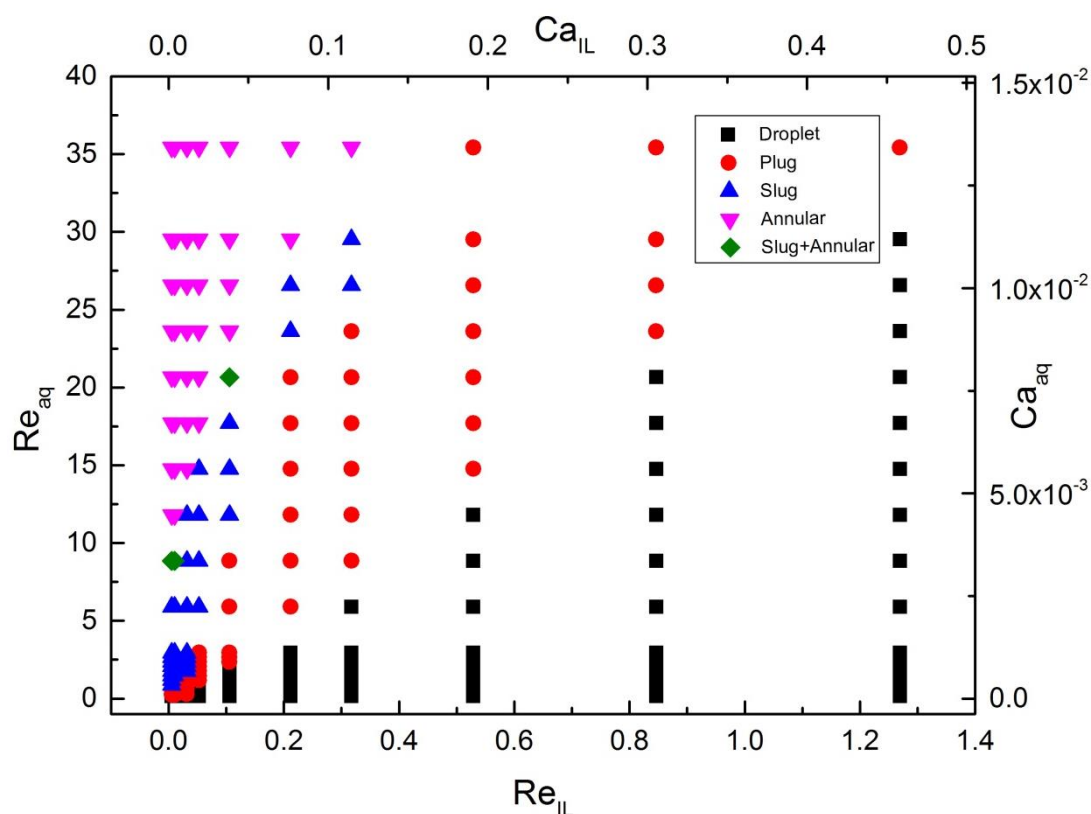 0.0 0.1 0.2 0.3 0.4 0.5
Ca_IL
40
35
30
25
20
15
10
5
0
Re_aq
Droplet
Plug
Slug
Annular
Slug+Annular
1.5x10^-2
1.0x10^-2
5.0x10^-3
0.0
Ca_aq
0.0 0.2 0.4 0.6 0.8 1.0 1.2 1.4
Re_IL